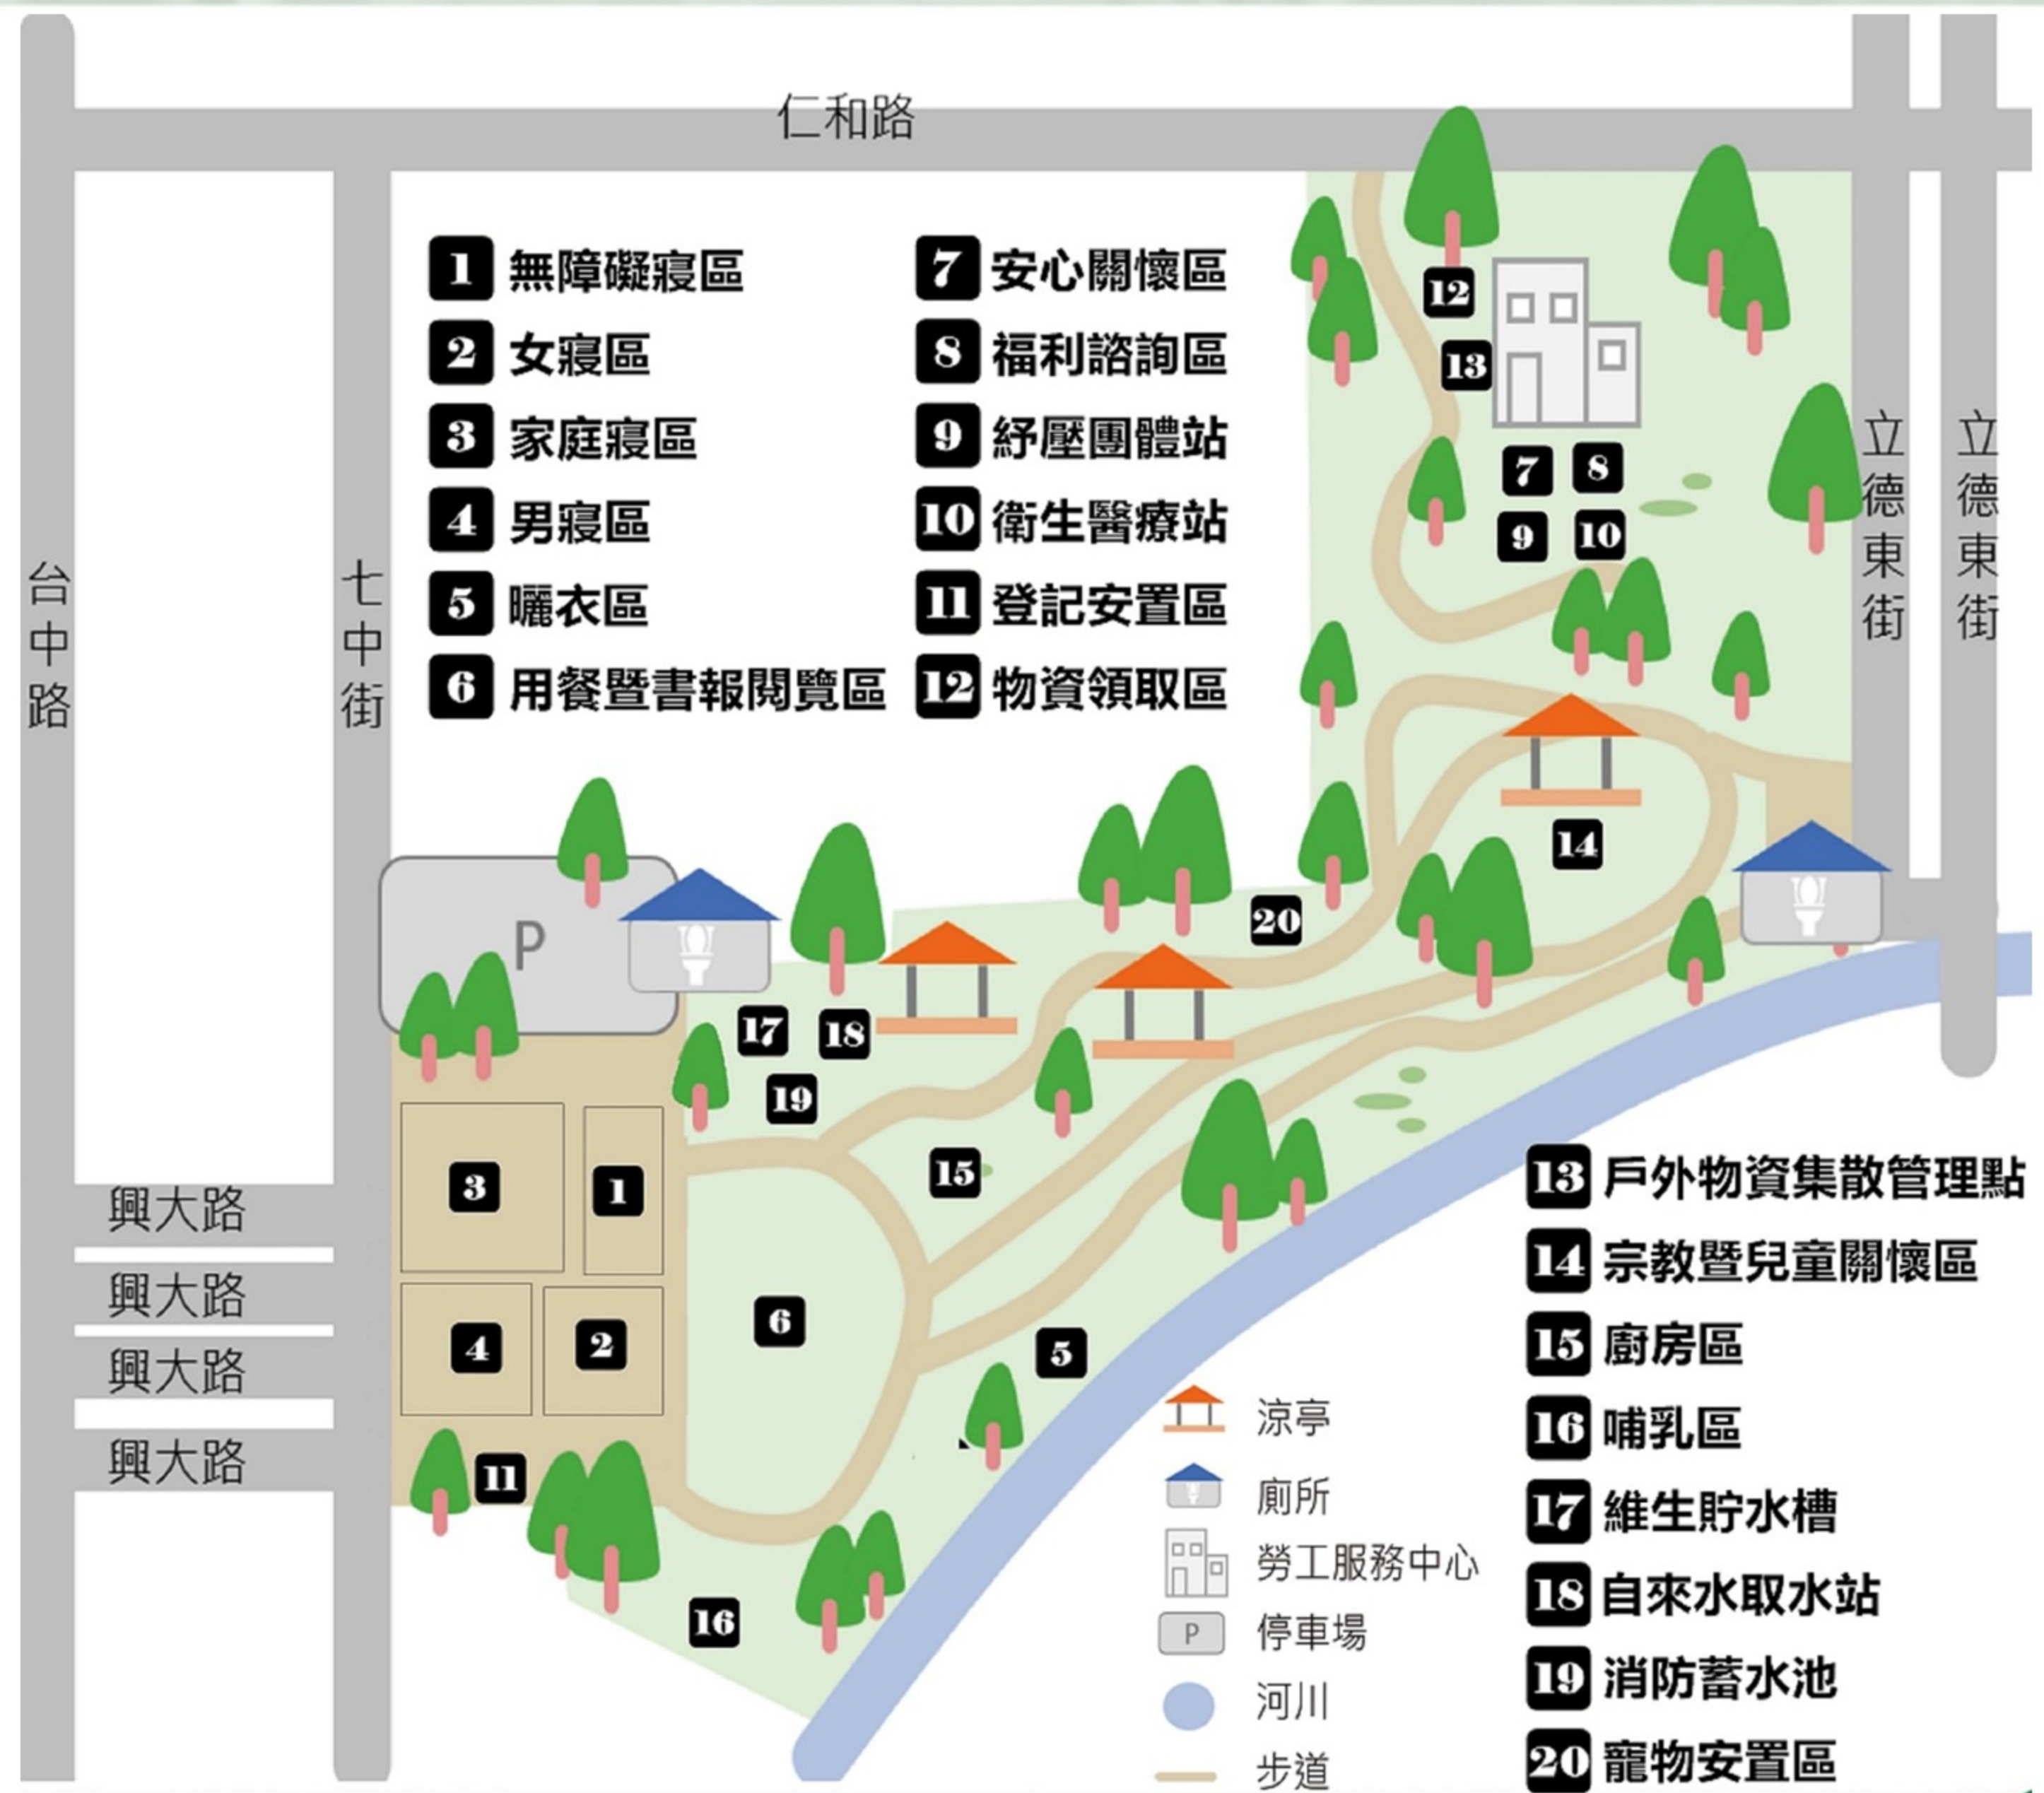 仁和路
台中路
七中街
立德東街
立德東街
1 無障礙寢區
2 女寢區
3 家庭寢區
4 男寢區
5 曬衣區
6 用餐暨書報閱覽區
7 安心關懷區
8 福利諮詢區
9 紓壓團體站
10 衛生醫療站
11 登記安置區
12 物資領取區
12
13
7 8
9 10
14
20
P
17 18
19
15
3 1
4 2
6
5
11
16
興大路
興大路
興大路
興大路
涼亭
廁所
勞工服務中心
P 停車場
河川
步道
13 戶外物資集散管理點
14 宗教暨兒童關懷區
15 廚房區
16 哺乳區
17 維生貯水槽
18 自來水取水站
19 消防蓄水池
20 寵物安置區